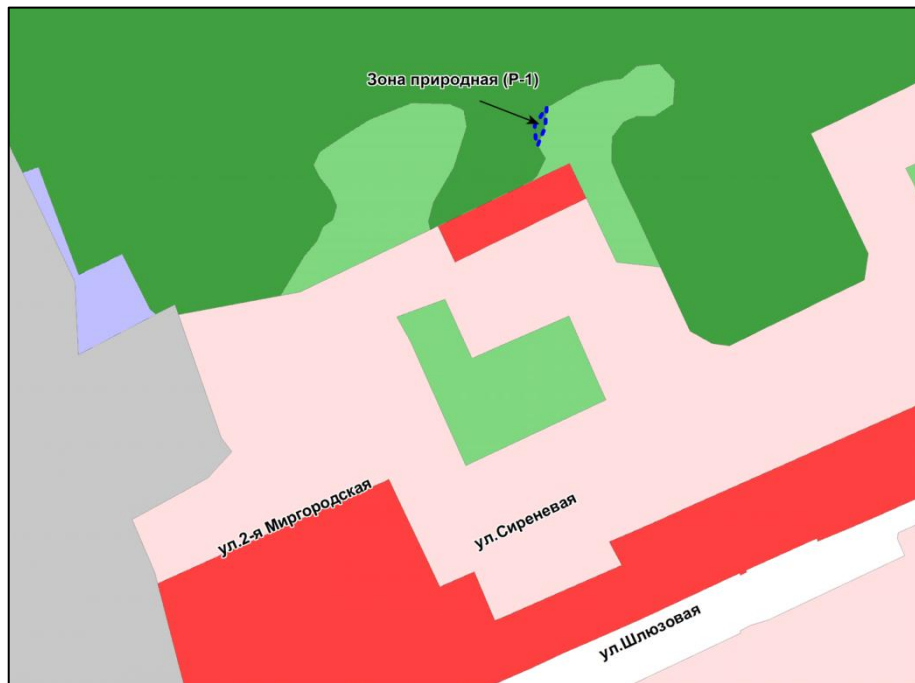 Зона природная (Р-1)
ул.2-я Миргородская
ул.Сиреневая
ул.Шлюзовая